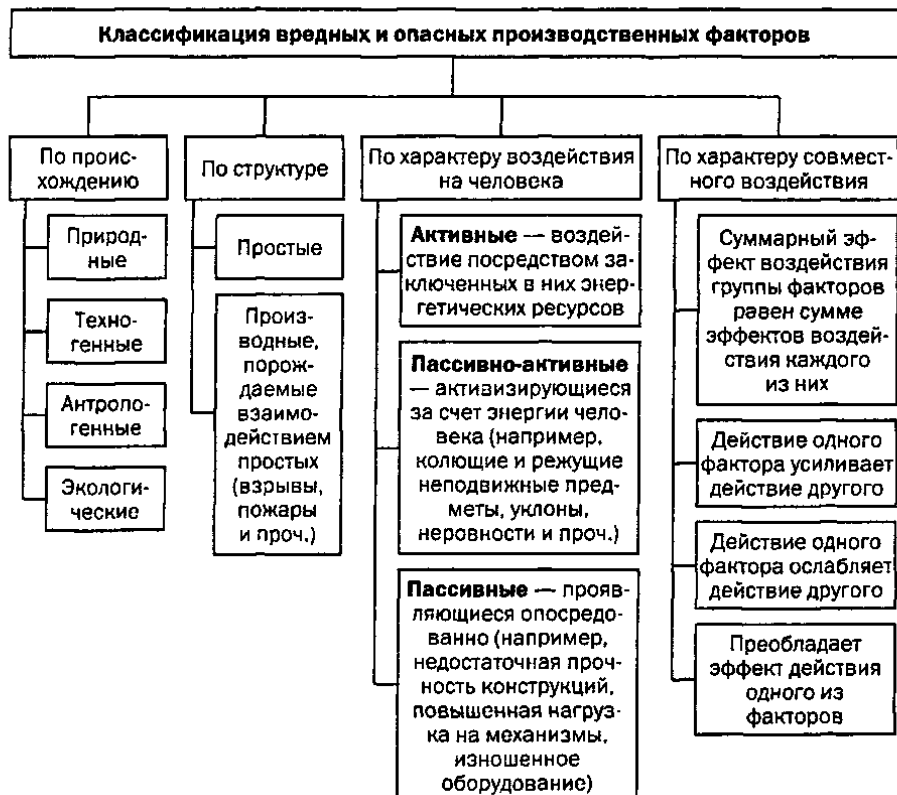 Классификация вредных и опасных производственных факторов
По проис-
хождению
Природ-
ные
Техно-
генные
Антропо-
генные
Экологи-
ческие
По структуре
Простые
Произ-
водные,
порож-
даемые
взаимо-
действием
простых
(взрывы,
пожары
и проч.)
По характеру воздействия
на человека
Активные — воздей-
ствие посредством за-
ключенных в них энер-
гетических ресурсов
Пассивно-активные
— активизирующиеся
за счет энергии чело-
века (например,
колющие и режущие
неподвижные пред-
меты, уклоны,
неровности и проч.)
Пассивные — прояв-
ляющиеся опосредо-
ванно (например,
недостаточная проч-
ность конструкций,
повышенная нагруз-
ка на механизмы,
изношенное
оборудование)
По характеру совмест-
ного воздействия
Суммарный эф-
фект воздействия
группы факторов
равен сумме
эффектов воздей-
ствия каждого
из них
Действие одного
фактора усиливает
действие другого
Действие одного
фактора ослабляет
действие другого
Преобладает
эффект действия
одного из
факторов